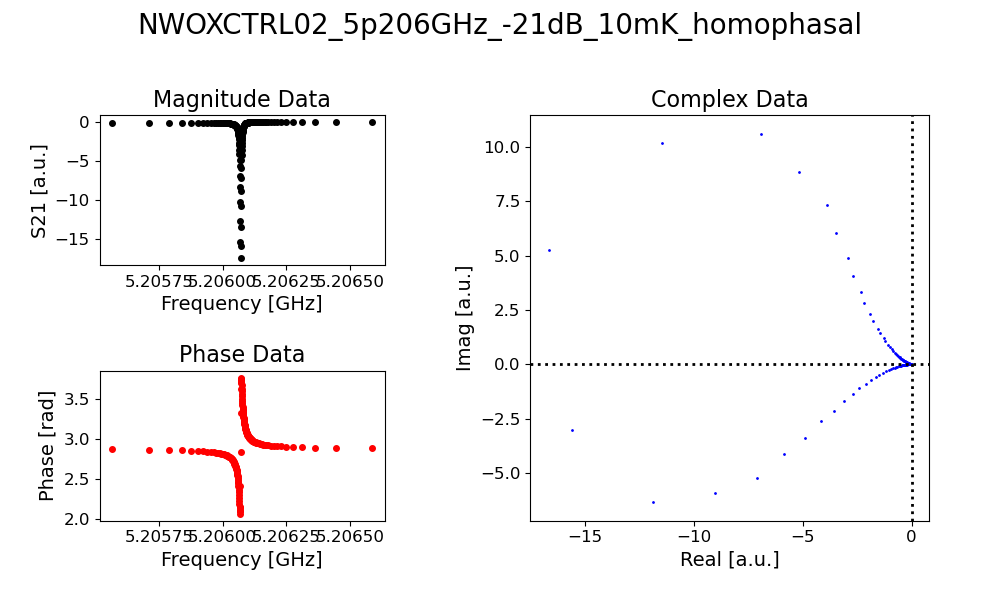 NWOXCTRL02_5p206GHz_-21dB_10mK_homophasal
Magnitude Data
S21 [a.u.]
0
−5
−10
−15
5.20575 5.20600 5.20625 5.20650
Frequency [GHz]
Phase Data
Phase [rad]
3.5
3.0
2.5
2.0
5.20575 5.20600 5.20625 5.20650
Frequency [GHz]
Complex Data
Imag [a.u.]
10.0
7.5
5.0
2.5
0.0
−2.5
−5.0
−15 −10 −5 0
Real [a.u.]